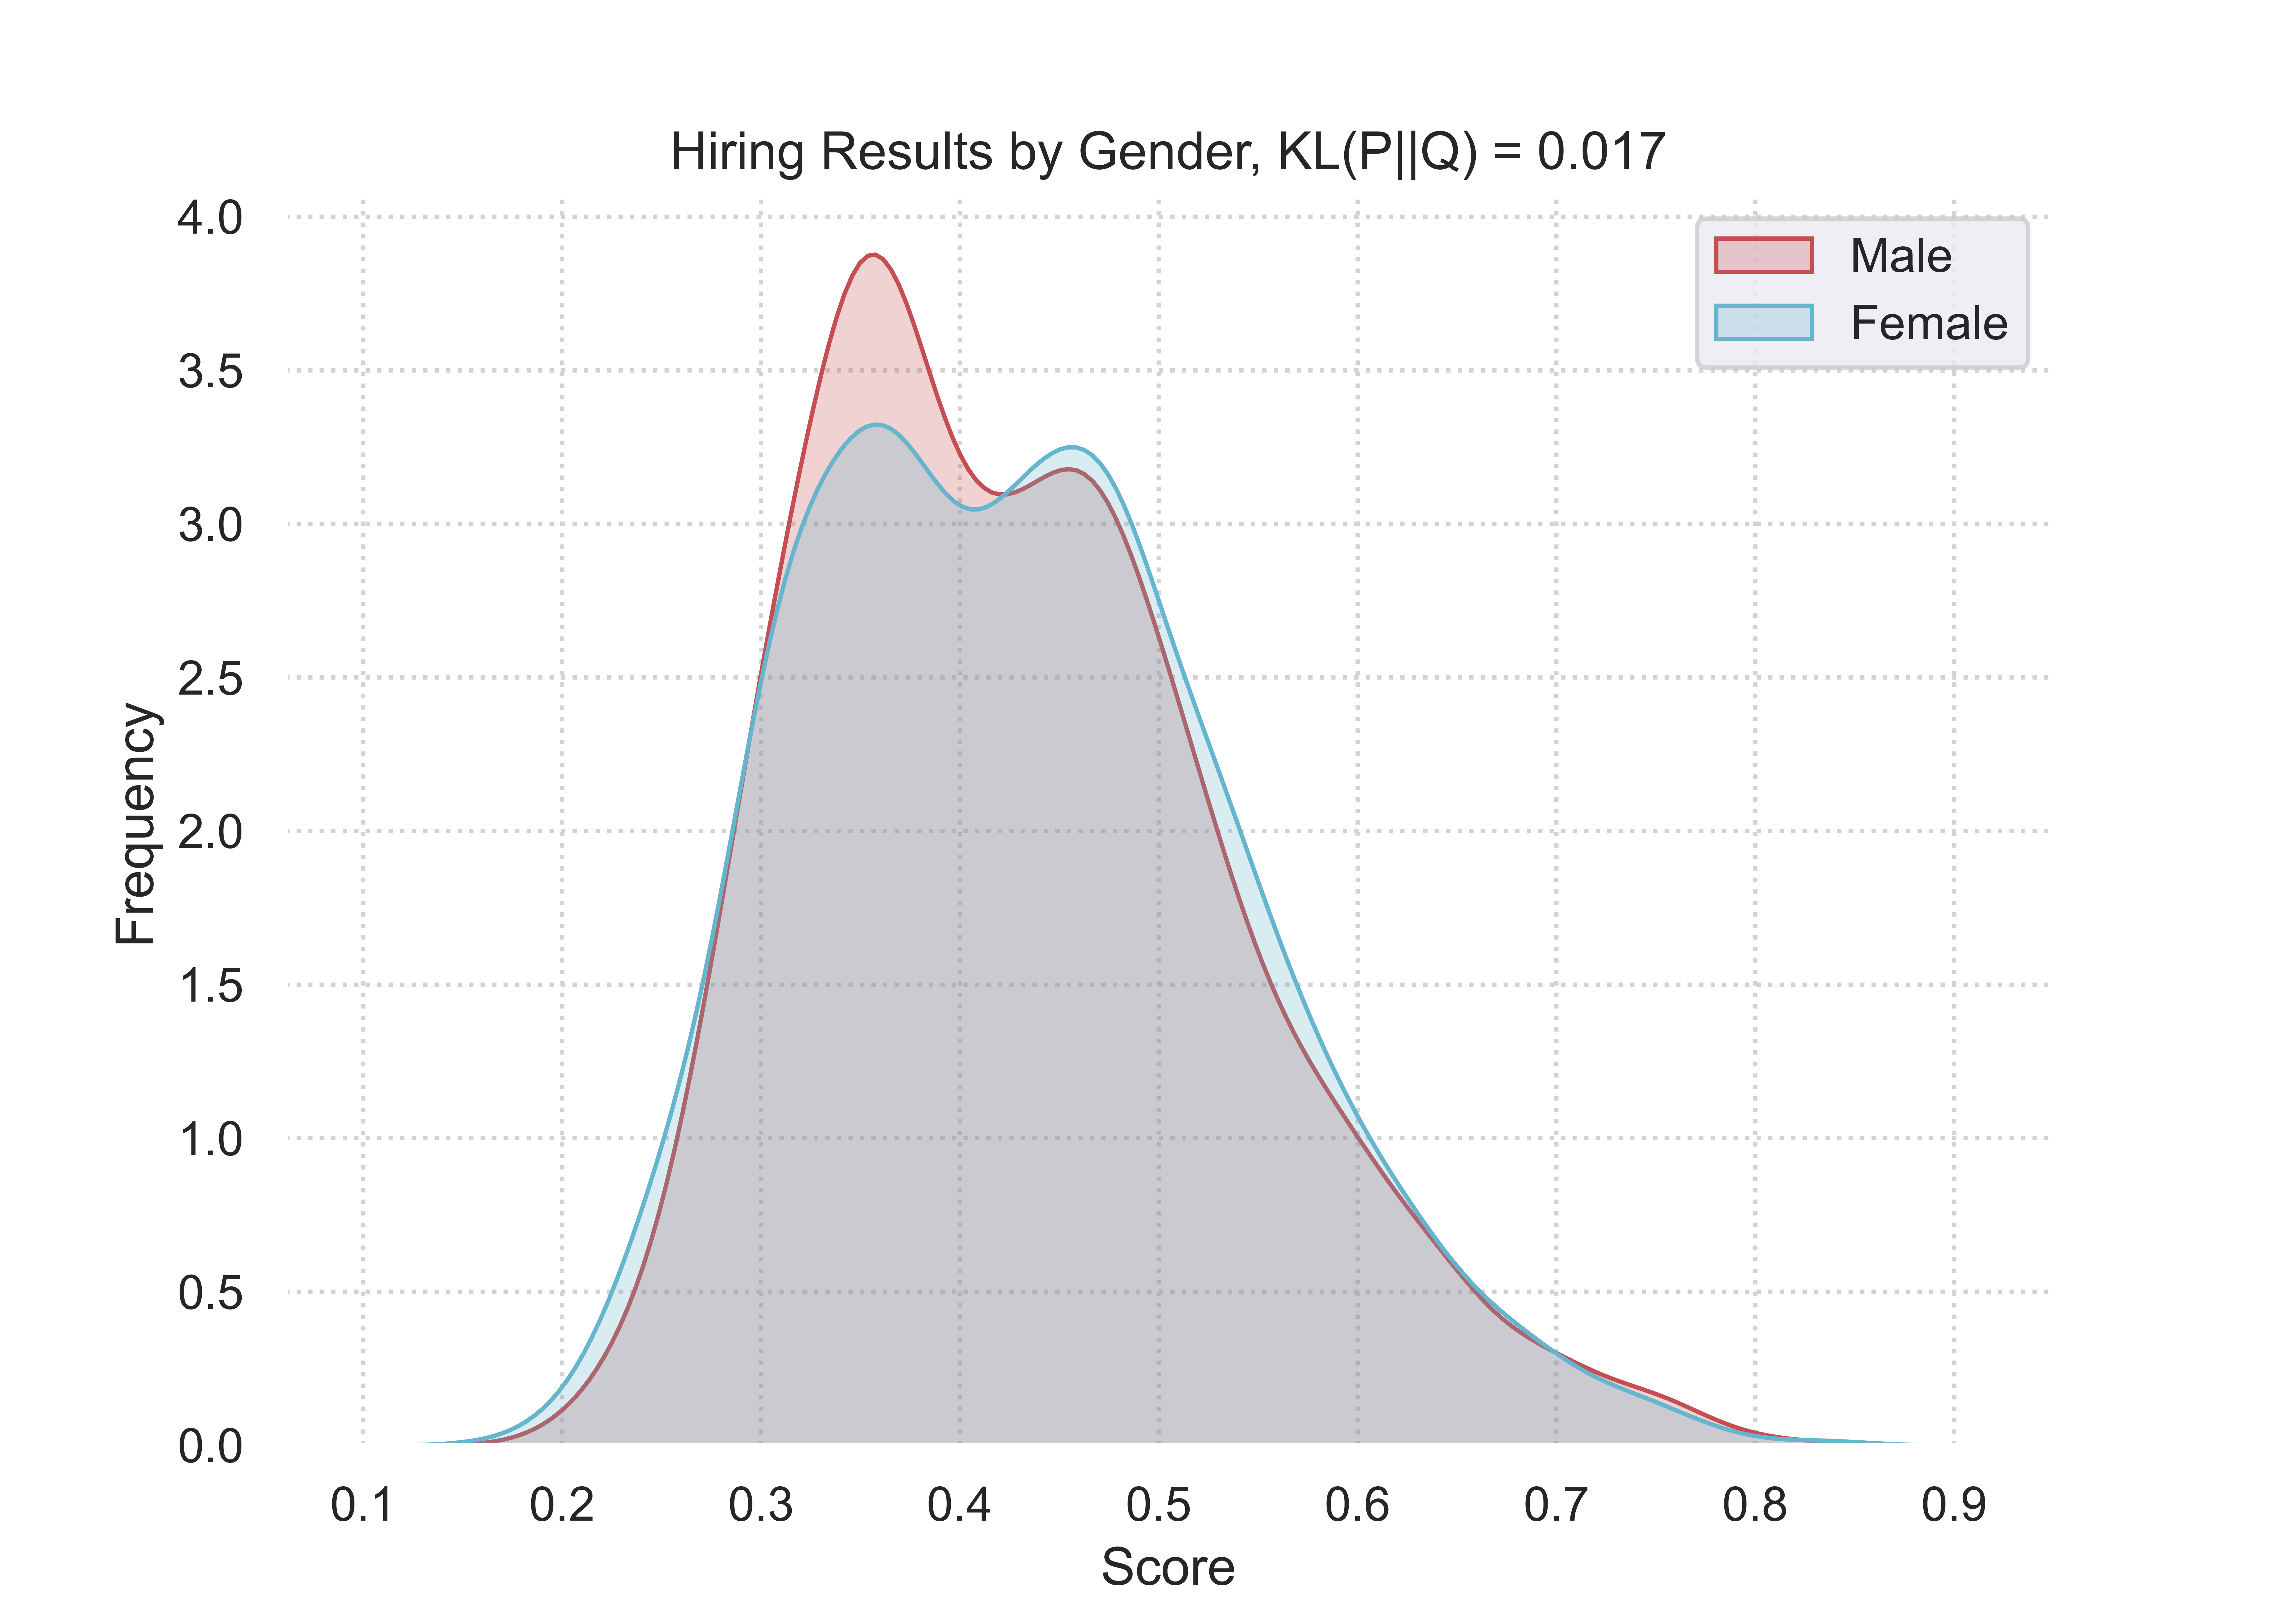 Hiring Results by Gender, KL(P||Q) = 0.017
Male
Female
4.0
3.5
3.0
2.5
2.0
1.5
1.0
0.5
0.0
Frequency
0.1 0.2 0.3 0.4 0.5 0.6 0.7 0.8 0.9
Score